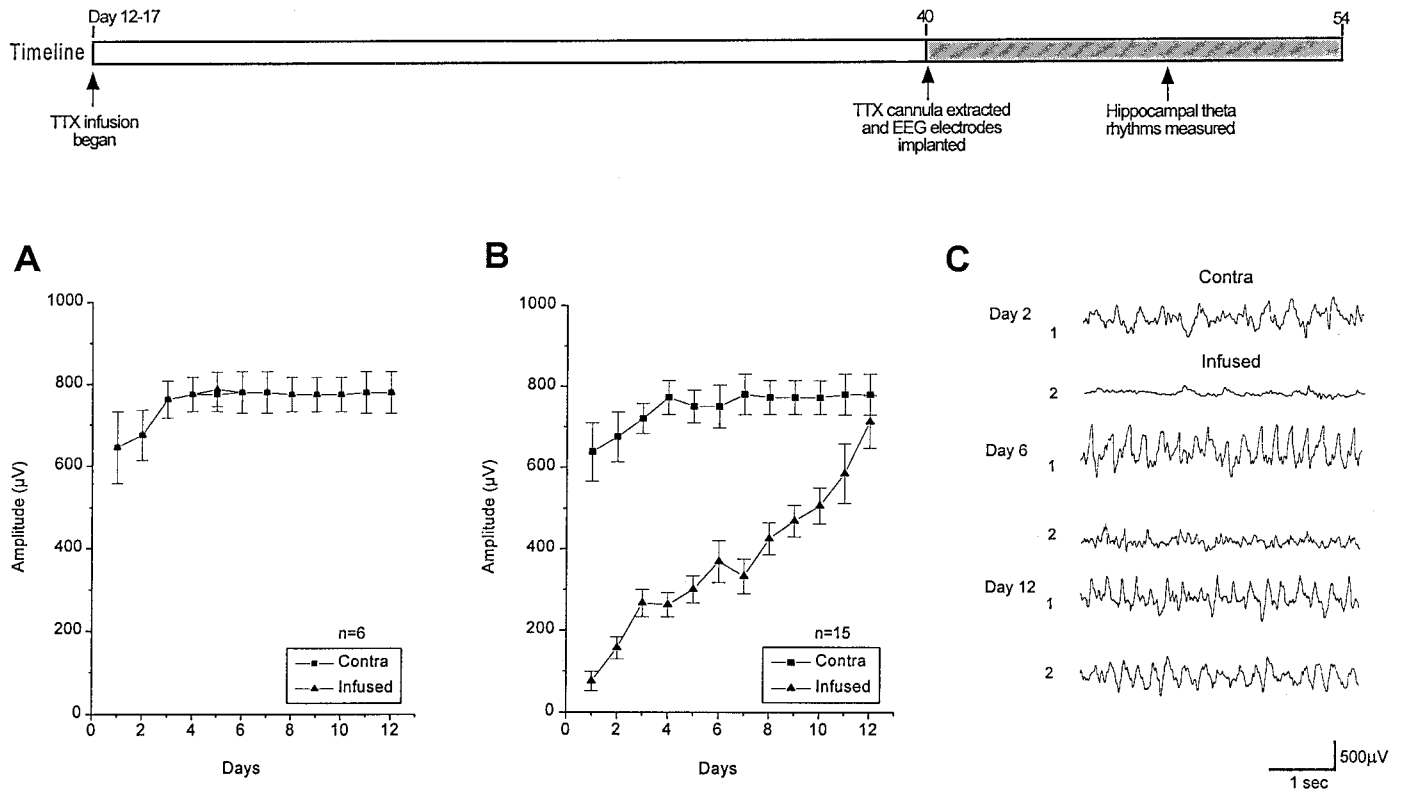 Day 12-17
40
54
Timeline
TTX infusion
began
TTX cannula extracted
and EEG electrodes
implanted
Hippocampal theta
rhythms measured
A
1000
800
600
400
200
0
Amplitude (µV)
0 2 4 6 8 10 12
Days
n=6
Contra
Infused
B
1000
800
600
400
200
0
Amplitude (µV)
0 2 4 6 8 10 12
Days
n=15
Contra
Infused
C
Contra
Day 2 1
Infused
2
Day 6 1
2
Day 12 1
2
500µV
1 sec